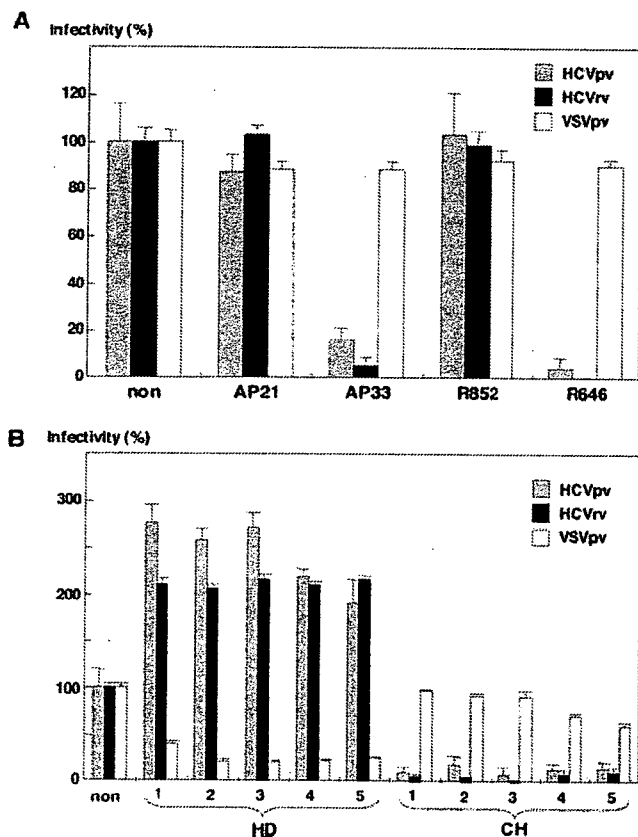 A
Infectivity (%)
HCVpv
HCVrv
VSVpv
120
100
80
60
40
20
0
non AP21 AP33 R852 R646
B
Infectivity (%)
HCVpv
HCVrv
VSVpv
300
200
100
0
non 1 2 3 4 5 1 2 3 4 5
HD CH